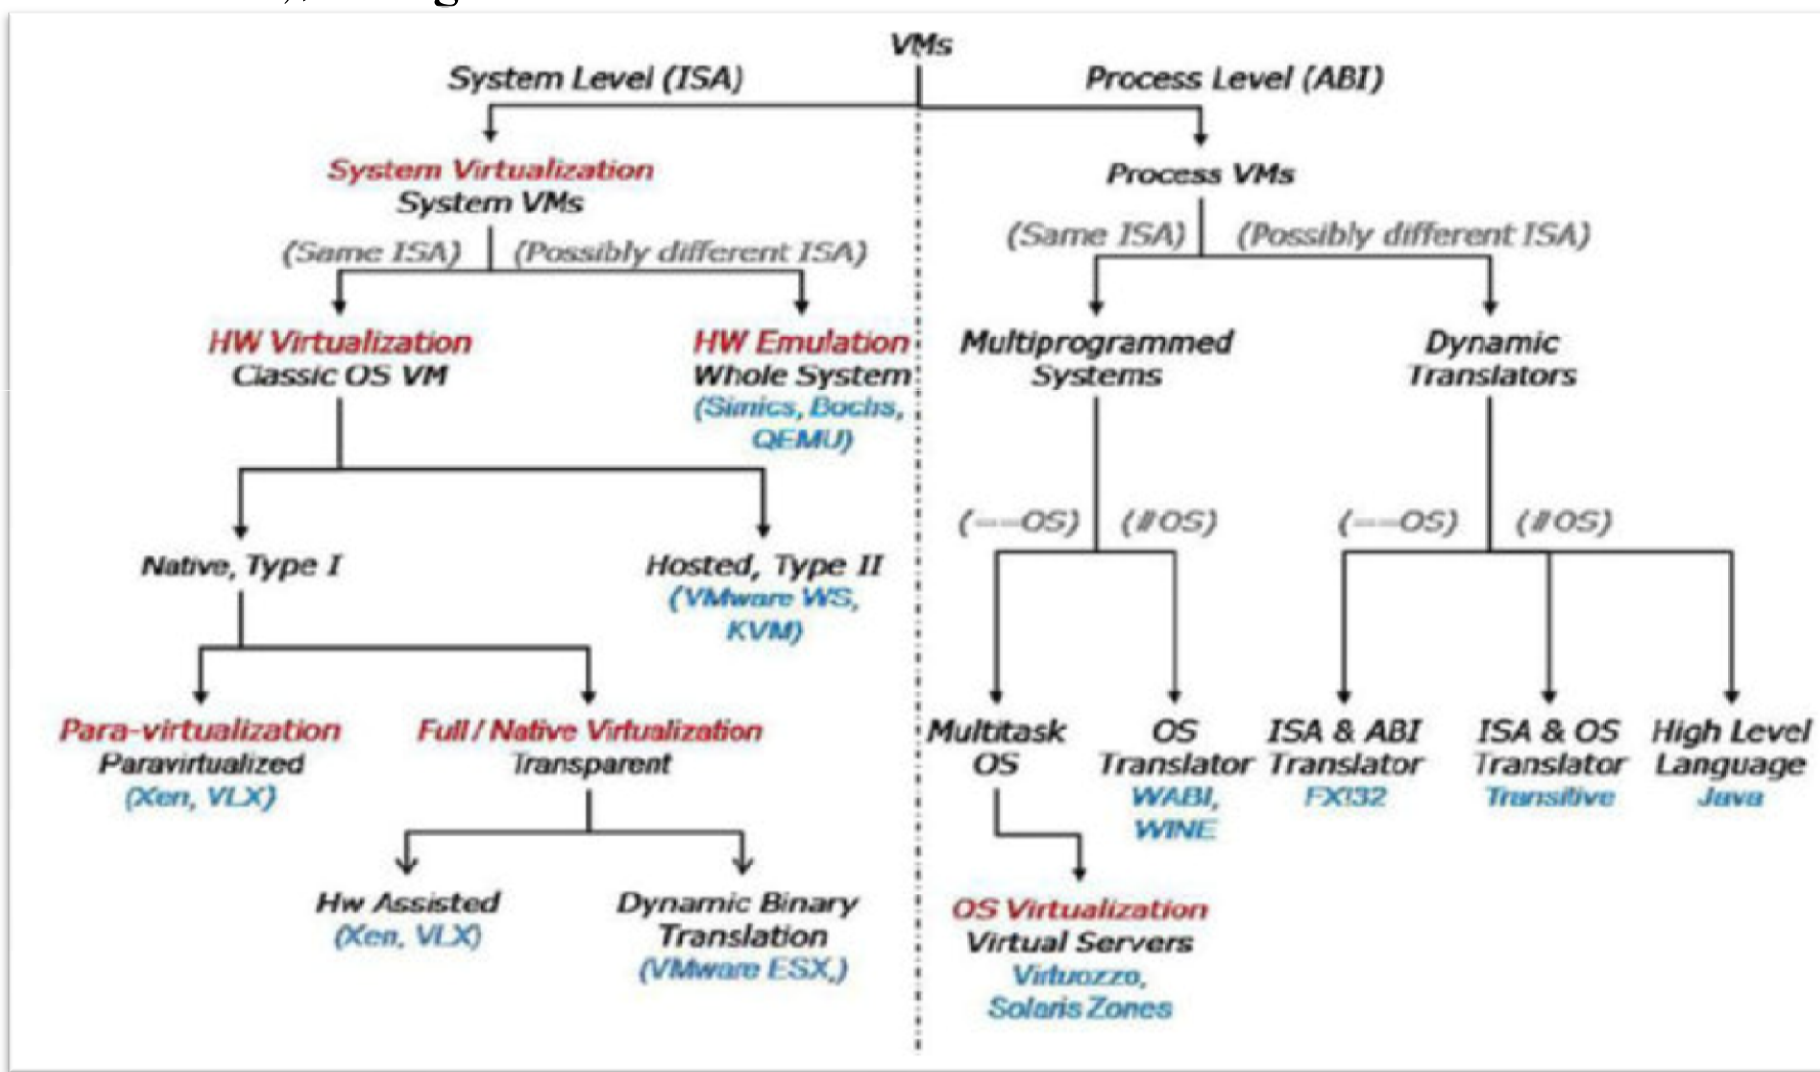 VMs
System Level (ISA)
Process Level (ABI)
System Virtualization
System VMs
Process VMs
(Same ISA)
(Possibly different ISA)
(Same ISA)
(Possibly different ISA)
HW Virtualization
Classic OS VM
HW Emulation
Whole System
(Simics, Bochs,
QEMU)
Multiprogrammed
Systems
Dynamic
Translators
(==OS)
(//OS)
(==OS)
(//OS)
Native, Type I
Hosted, Type II
(VMware WS,
KVM)
Para-virtualization
Paravirtualized
(Xen, VLX)
Full / Native Virtualization
Transparent
Multitask
OS
OS
Translator
WABI,
WINE
ISA & ABI
Translator
FX!32
ISA & OS
Translator
Transitive
High Level
Language
Java
Hw Assisted
(Xen, VLX)
Dynamic Binary
Translation
(VMware ESX,)
OS Virtualization
Virtual Servers
Virtuozzo,
Solaris Zones